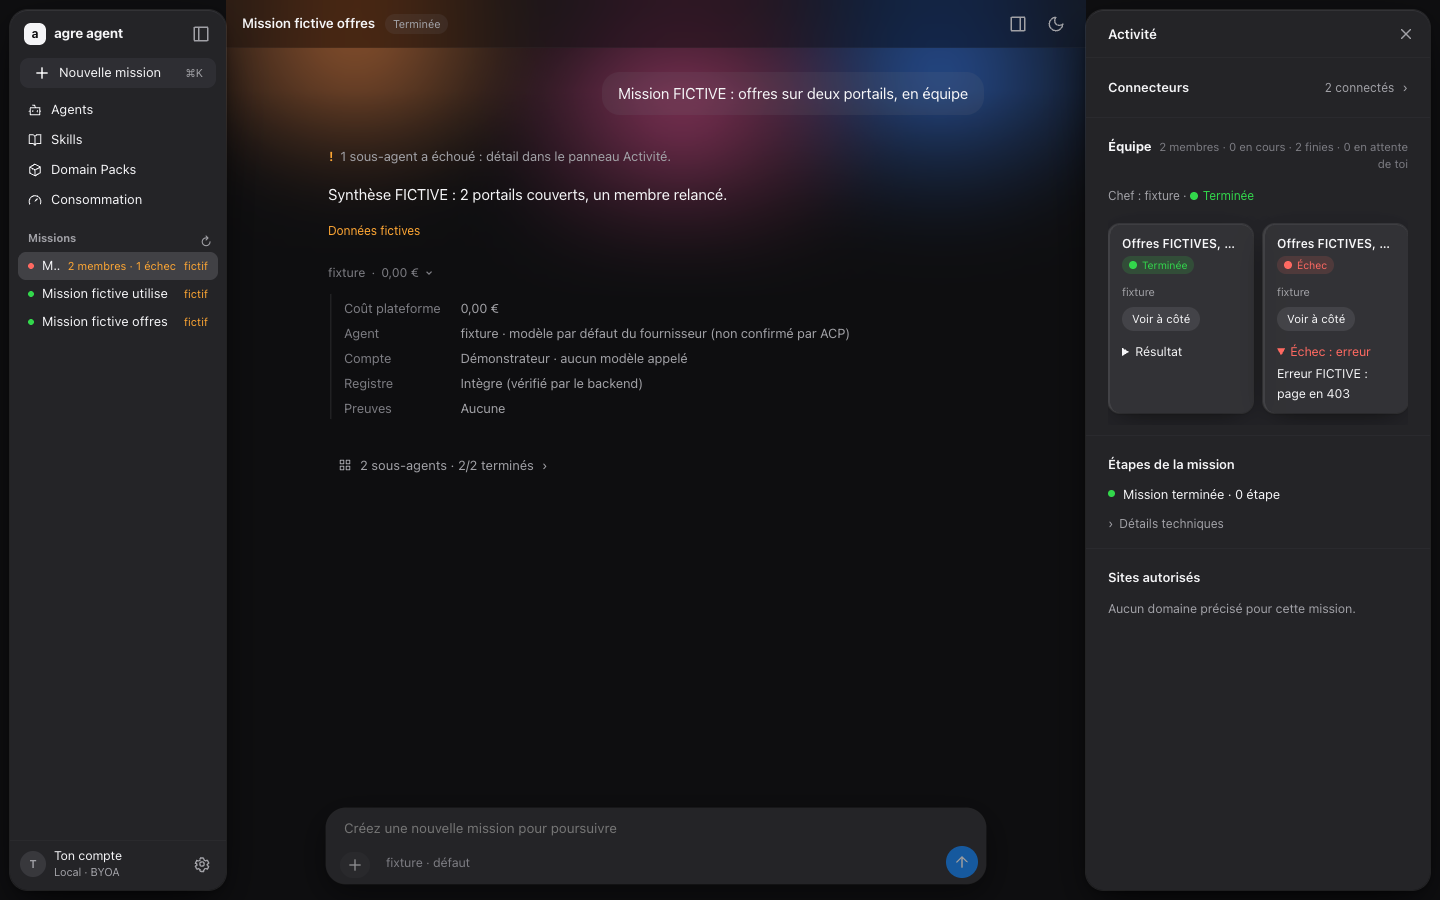 a agre agent
Nouvelle mission ⌘K
Agents
Skills
Domain Packs
Consommation
Missions
M.. 2 membres · 1 échec fictif
Mission fictive utilise fictif
Mission fictive offres fictif
T
Ton compte
Local · BYOA
Mission fictive offres Terminée
Mission FICTIVE : offres sur deux portails, en équipe
! 1 sous-agent a échoué : détail dans le panneau Activité.
Synthèse FICTIVE : 2 portails couverts, un membre relancé.
Données fictives
fixture · 0,00 €
Coût plateforme 0,00 €
Agent fixture · modèle par défaut du fournisseur (non confirmé par ACP)
Compte Démonstrateur · aucun modèle appelé
Registre Intègre (vérifié par le backend)
Preuves Aucune
2 sous-agents · 2/2 terminés ›
Créez une nouvelle mission pour poursuivre
fixture · défaut
Activité
Connecteurs 2 connectés ›
Équipe 2 membres · 0 en cours · 2 finies · 0 en attente
de toi
Chef : fixture · Terminée
Offres FICTIVES, ...
Terminée
fixture
Voir à côté
Résultat
Offres FICTIVES, ...
Échec
fixture
Voir à côté
Échec : erreur
Erreur FICTIVE :
page en 403
Étapes de la mission
Mission terminée · 0 étape
› Détails techniques
Sites autorisés
Aucun domaine précisé pour cette mission.